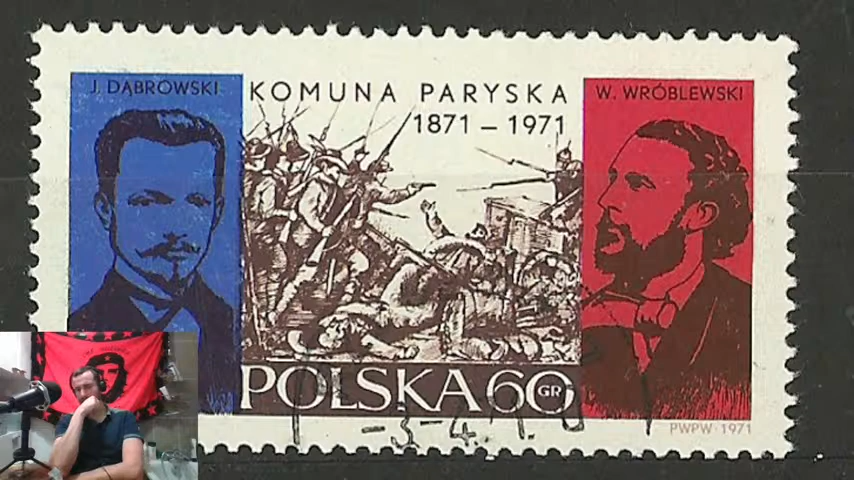 J. DĄBROWSKI
KOMUNA PARYSKA
1871 – 1971
W. WRÓBLEWSKI
POLSKA 60 GR
PWPW · 1971